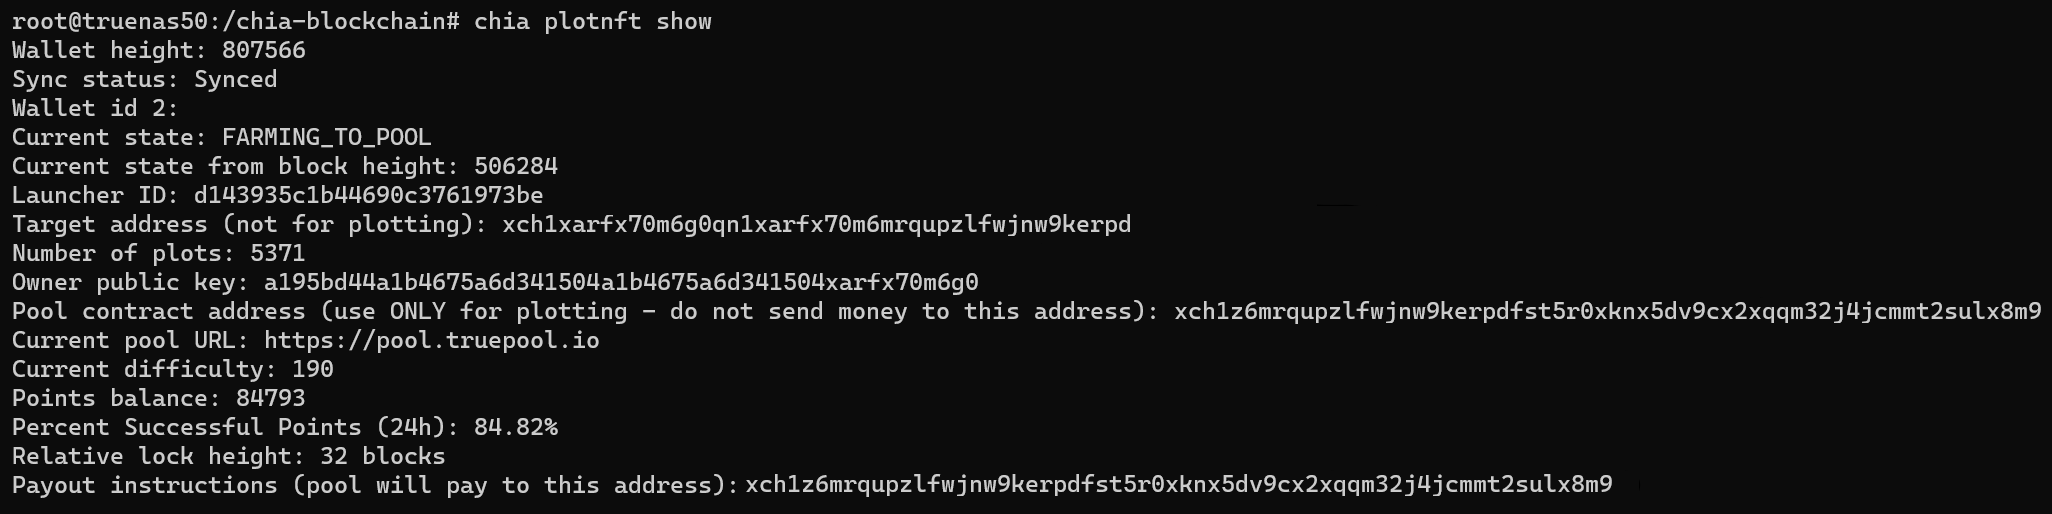 root@truenas50:/chia-blockchain# chia plotnft show
Wallet height: 807566
Sync status: Synced
Wallet id 2:
Current state: FARMING_TO_POOL
Current state from block height: 506284
Launcher ID: d143935c1b44690c3761973be
Target address (not for plotting): xch1xarfx70m6g0qn1xarfx70m6mrqupzlfwjnw9kerpd
Number of plots: 5371
Owner public key: a195bd44a1b4675a6d341504a1b4675a6d341504xarfx70m6g0
Pool contract address (use ONLY for plotting - do not send money to this address): xch1z6mrqupzlfwjnw9kerpdfst5r0xknx5dv9cx2xqqm32j4jcmmt2sulx8m9
Current pool URL: https://pool.truepool.io
Current difficulty: 190
Points balance: 84793
Percent Successful Points (24h): 84.82%
Relative lock height: 32 blocks
Payout instructions (pool will pay to this address): xch1z6mrqupzlfwjnw9kerpdfst5r0xknx5dv9cx2xqqm32j4jcmmt2sulx8m9